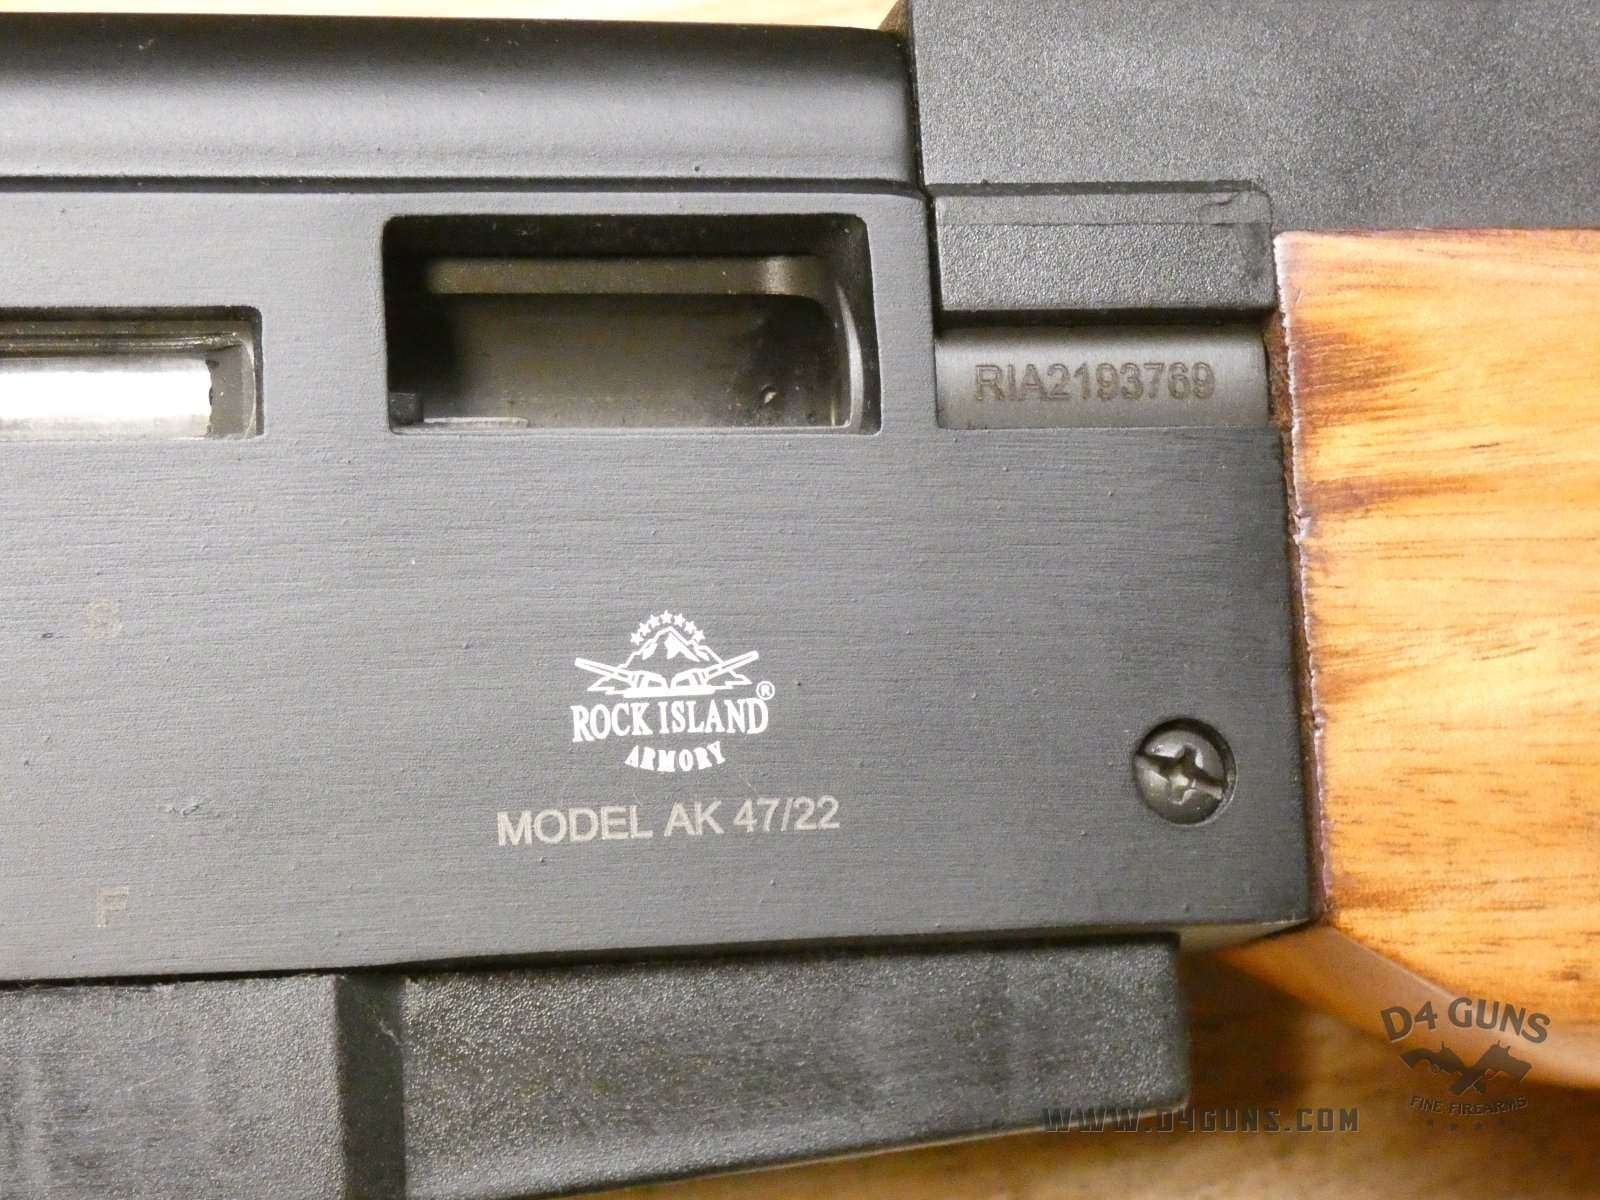 RIA2193769
S
ROCK ISLAND®
ARMORY
MODEL AK 47/22
F
D4 GUNS
FINE FIREARMS
WWW.D4GUNS.COM